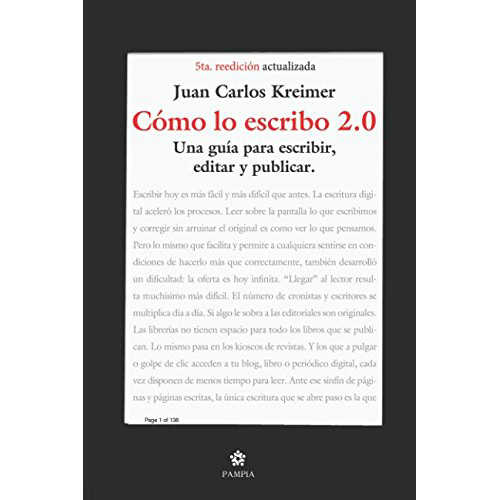 5ta. reedición actualizada
Juan Carlos Kreimer
Cómo lo escribo 2.0
Una guía para escribir,
editar y publicar.
Escribir hoy es más fácil y más difícil que antes. La escritura digi-
tal aceleró los procesos. Leer sobre la pantalla lo que escribimos
y corregir sin arruinar el original es como ver lo que pensamos.
Pero lo mismo que facilita y permite a cualquiera sentirse en con-
diciones de hacerlo más que correctamente, también desarrolló
un dificultad: la oferta es hoy infinita. “Llegar” al lector resul-
ta muchísimo más difícil. El número de cronistas y escritores se
multiplica día a día. Si algo le sobra a las editoriales son originales.
Las librerías no tienen espacio para todo los libros que se publi-
can. Lo mismo pasa en los kioscos de revistas. Y los que a pulgar
o golpe de clic acceden a tu blog, libro o periódico digital, cada
vez disponen de menos tiempo para leer. Ante ese sinfín de pági-
nas y páginas escritas, la única escritura que se abre paso es la que
Page 1 of 138
PAMPIA